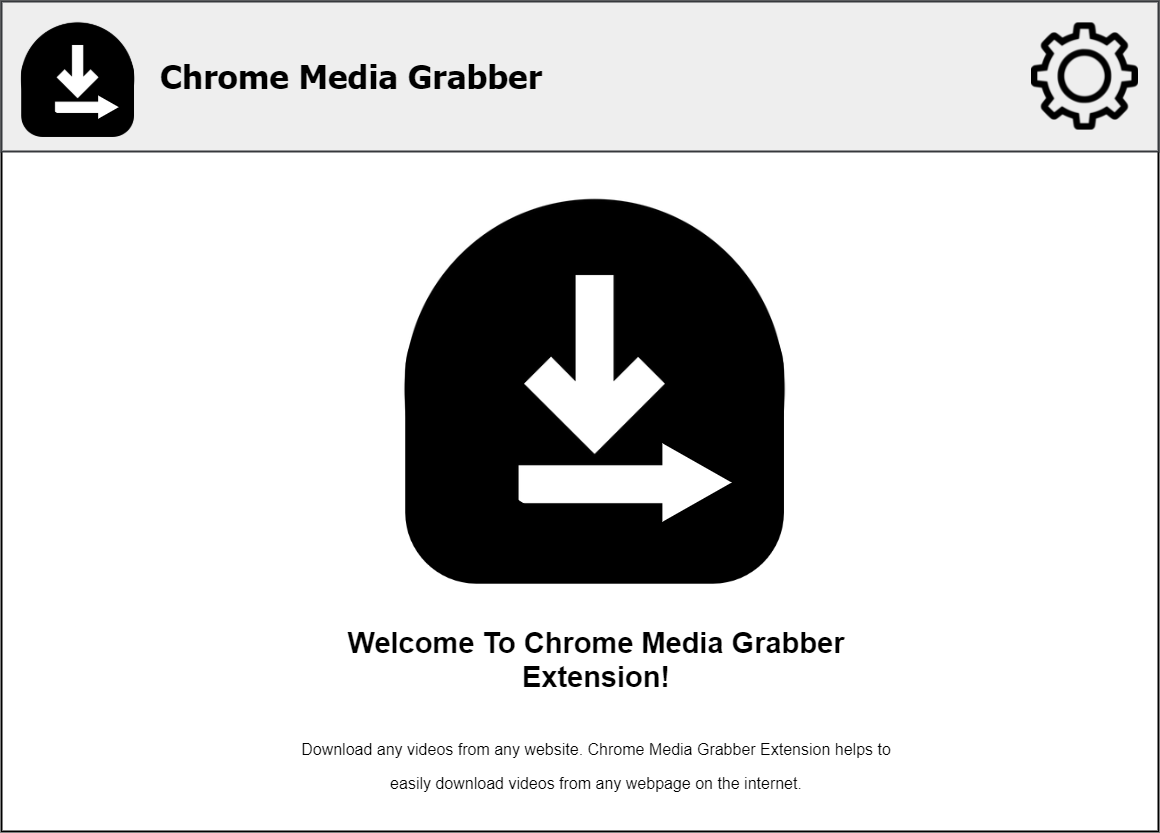 Chrome Media Grabber
Welcome To Chrome Media Grabber
Extension!
Download any videos from any website. Chrome Media Grabber Extension helps to
easily download videos from any webpage on the internet.